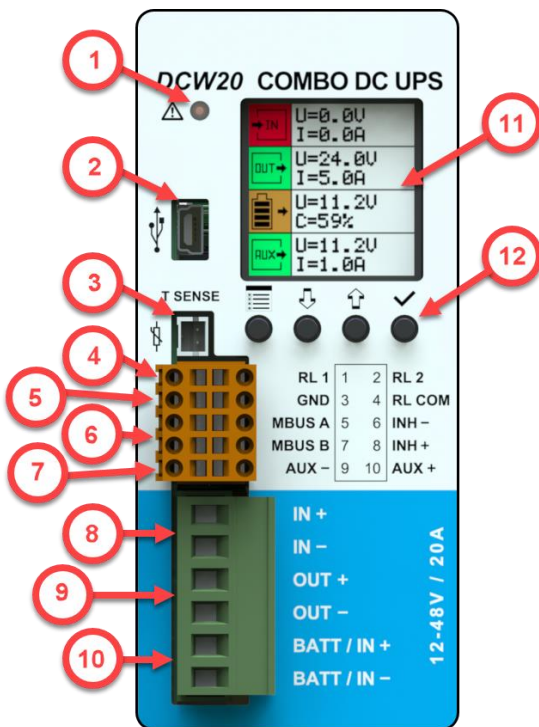 1
DCW20 COMBO DC UPS
IN U=0.0V
I=0.0A
11
2
OUT U=24.0V
I=5.0A
U=11.2V
C=59%
AUX U=11.2V
I=1.0A
12
3
T SENSE
4
RL 1 1 2 RL 2
5
GND 3 4 RL COM
6
MBUS A 5 6 INH −
MBUS B 7 8 INH +
7
AUX − 9 10 AUX +
8
IN +
IN −
9
OUT +
OUT −
10
BATT / IN +
BATT / IN −
12-48V / 20A